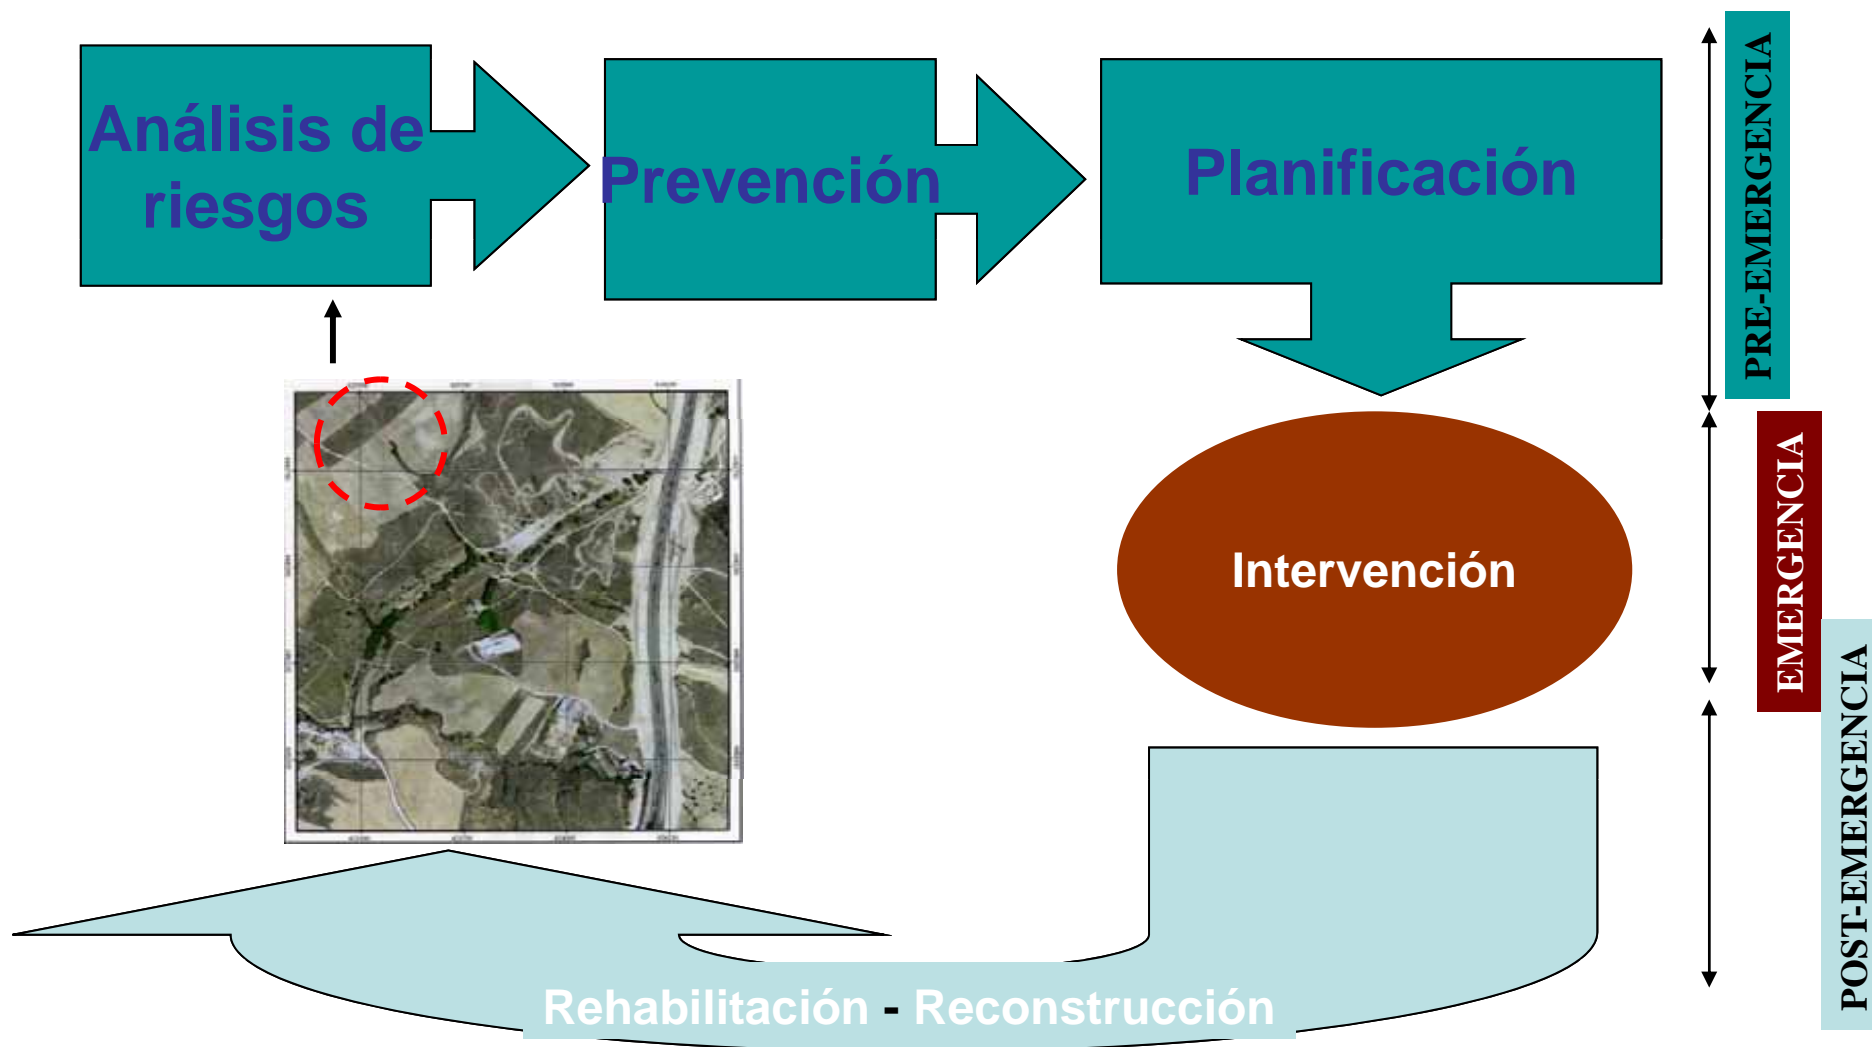 Análisis de
riesgos
Prevención
Planificación
PRE-EMERGENCIA
Intervención
EMERGENCIA
POST-EMERGENCIA
Rehabilitación - Reconstrucción